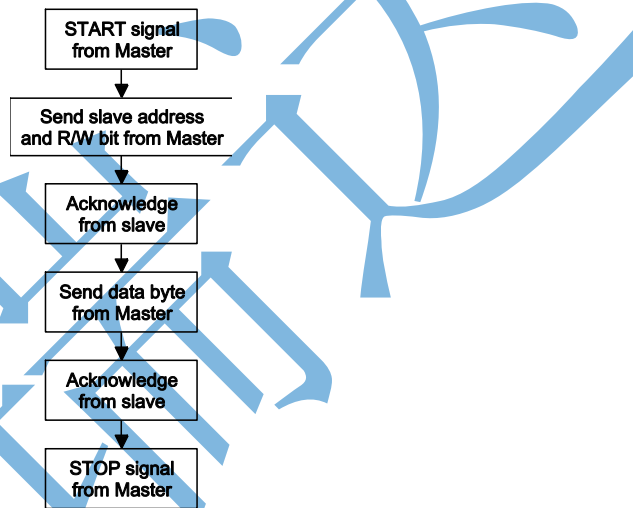 START signal
from Master
Send slave address
and R/W bit from Master
Acknowledge
from slave
Send data byte
from Master
Acknowledge
from slave
STOP signal
from Master